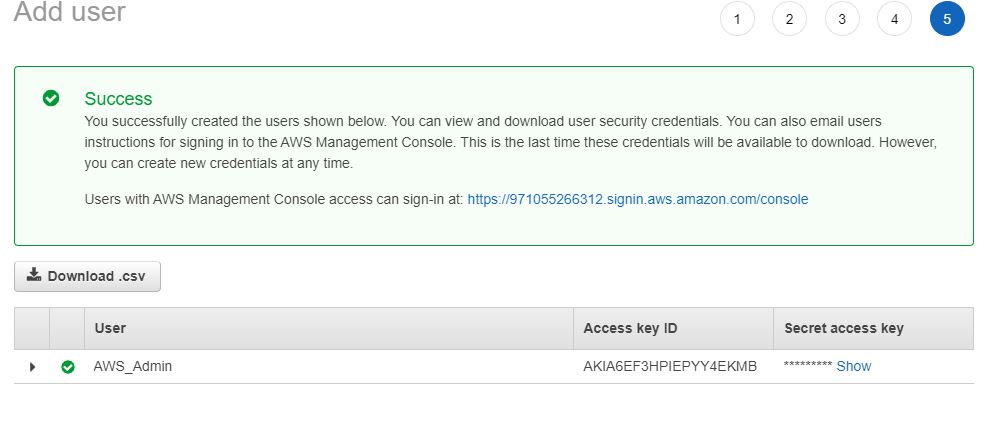 Add user
1 2 3 4 5
Success
You successfully created the users shown below. You can view and download user security credentials. You can also email users
instructions for signing in to the AWS Management Console. This is the last time these credentials will be available to download. However,
you can create new credentials at any time.
Users with AWS Management Console access can sign-in at: https://971055266312.signin.aws.amazon.com/console
Download .csv
User Access key ID Secret access key
AWS_Admin AKIA6EF3HPIEPYY4EKMB ********* Show